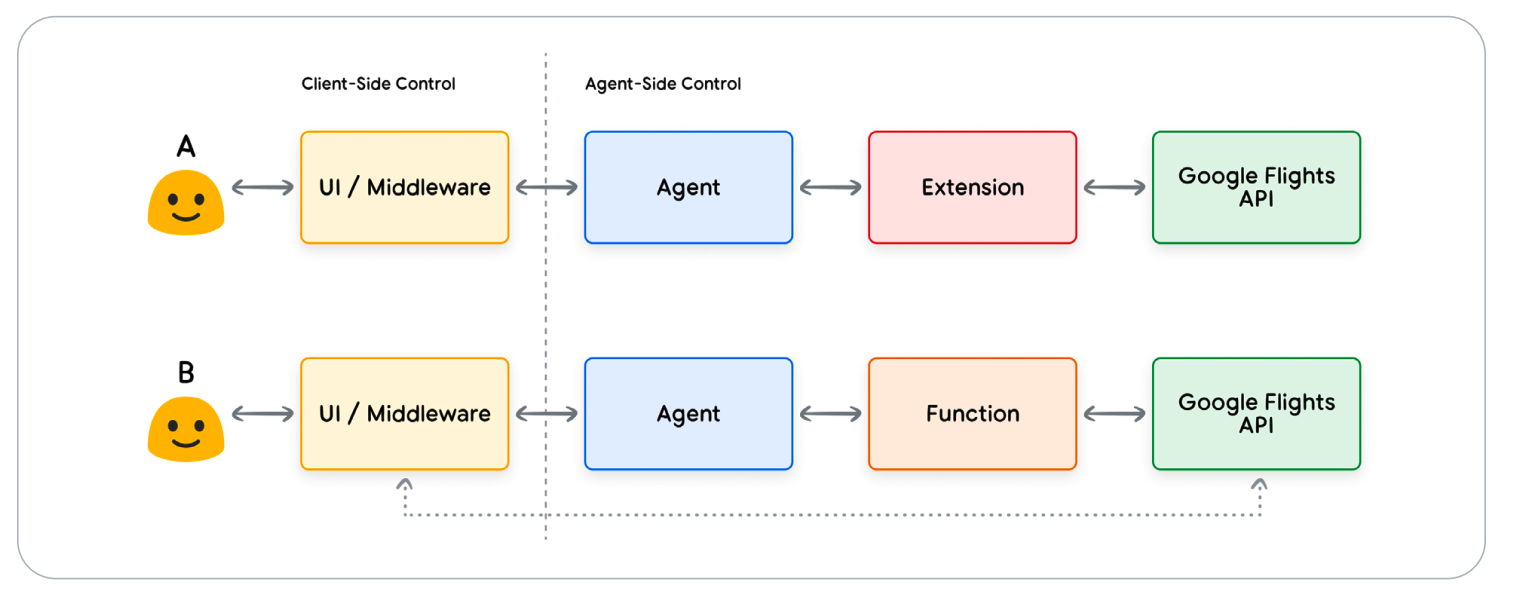 Client-Side Control
Agent-Side Control
A
UI / Middleware
Agent
Extension
Google Flights
API
B
UI / Middleware
Agent
Function
Google Flights
API